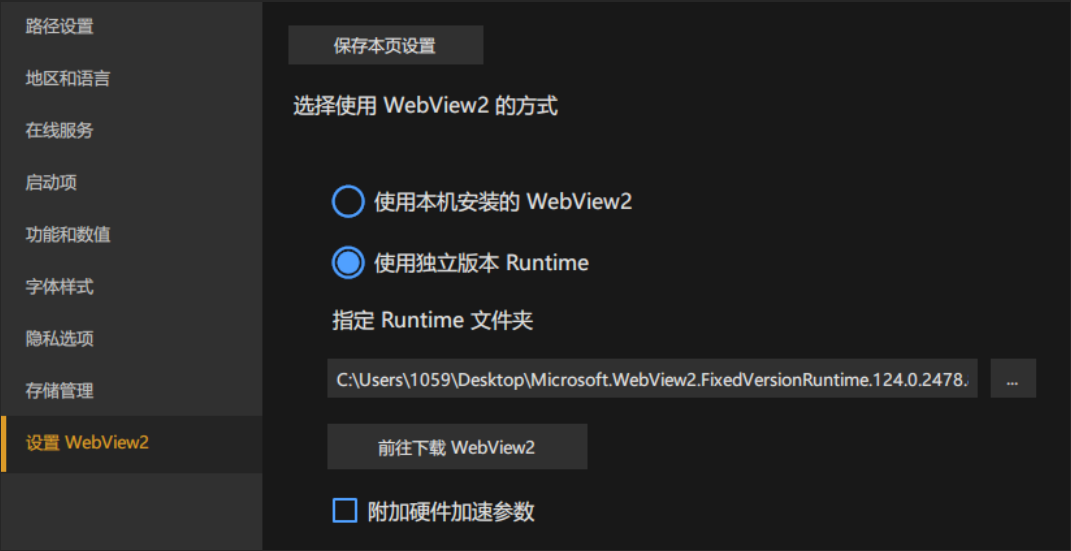 路径设置
地区和语言
在线服务
启动项
功能和数值
字体样式
隐私选项
存储管理
设置 WebView2
保存本页设置
选择使用 WebView2 的方式
使用本机安装的 WebView2
使用独立版本 Runtime
指定 Runtime 文件夹
C:\Users\1059\Desktop\Microsoft.WebView2.FixedVersionRuntime.124.0.2478.
...
前往下载 WebView2
附加硬件加速参数